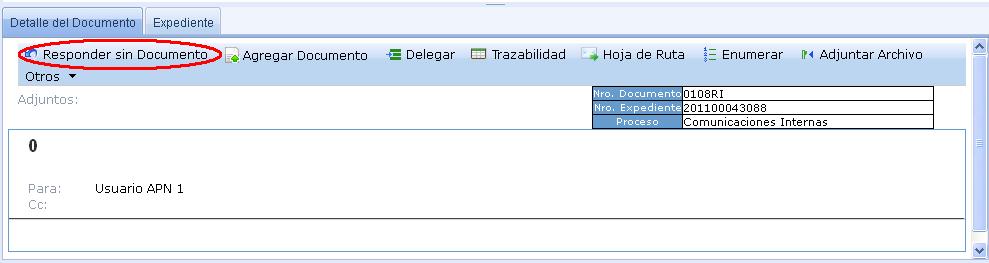 Detalle del Documento Expediente
Responder sin Documento Agregar Documento Delegar Trazabilidad Hoja de Ruta Enumerar Adjuntar Archivo
Otros
Adjuntos:
Nro. Documento 0108RI
Nro. Expediente 201100043088
Proceso Comunicaciones Internas
0
Para: Usuario APN 1
Cc: